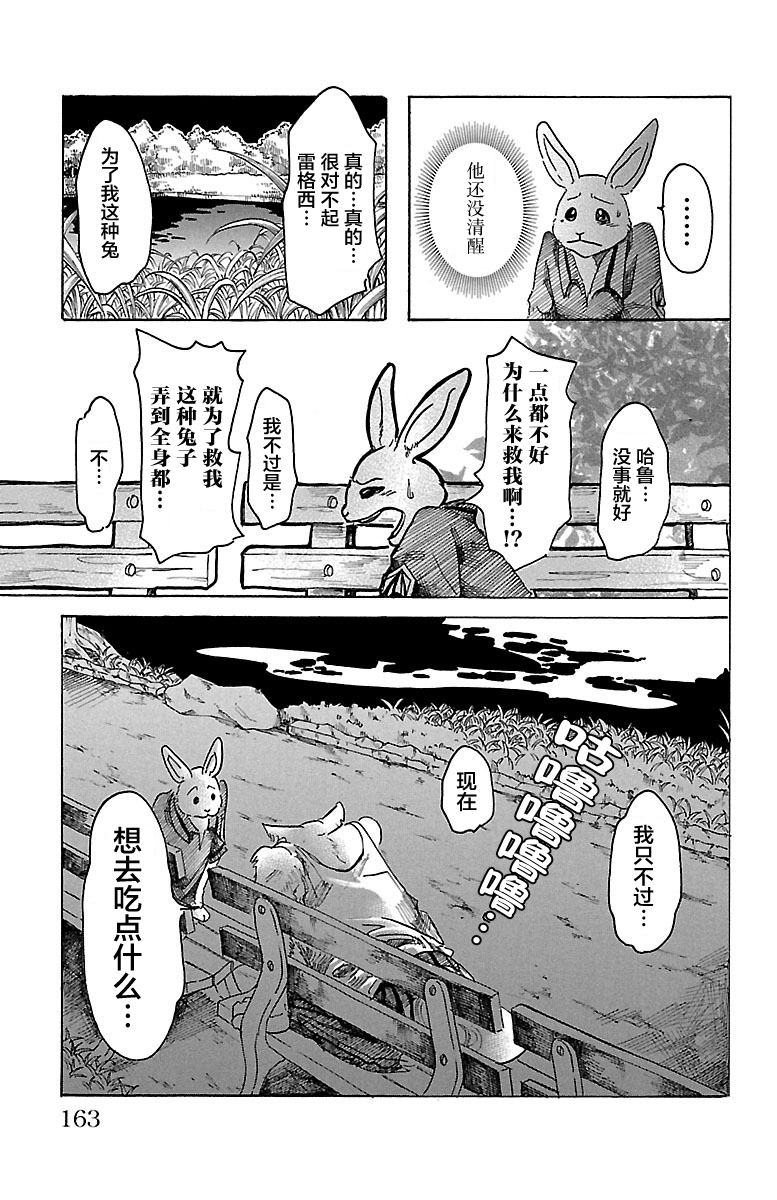 ……
他还没清醒
真的…真的
很对不起
雷格西…
为了我这种兔
哈鲁…
没事就好
一点都不好
为什么来救我啊…!?
我不过是…
就为了救我
这种兔子
弄到全身都…
不…
我只不过…
咕噜噜噜噜…
现在
想去吃点什么…
163